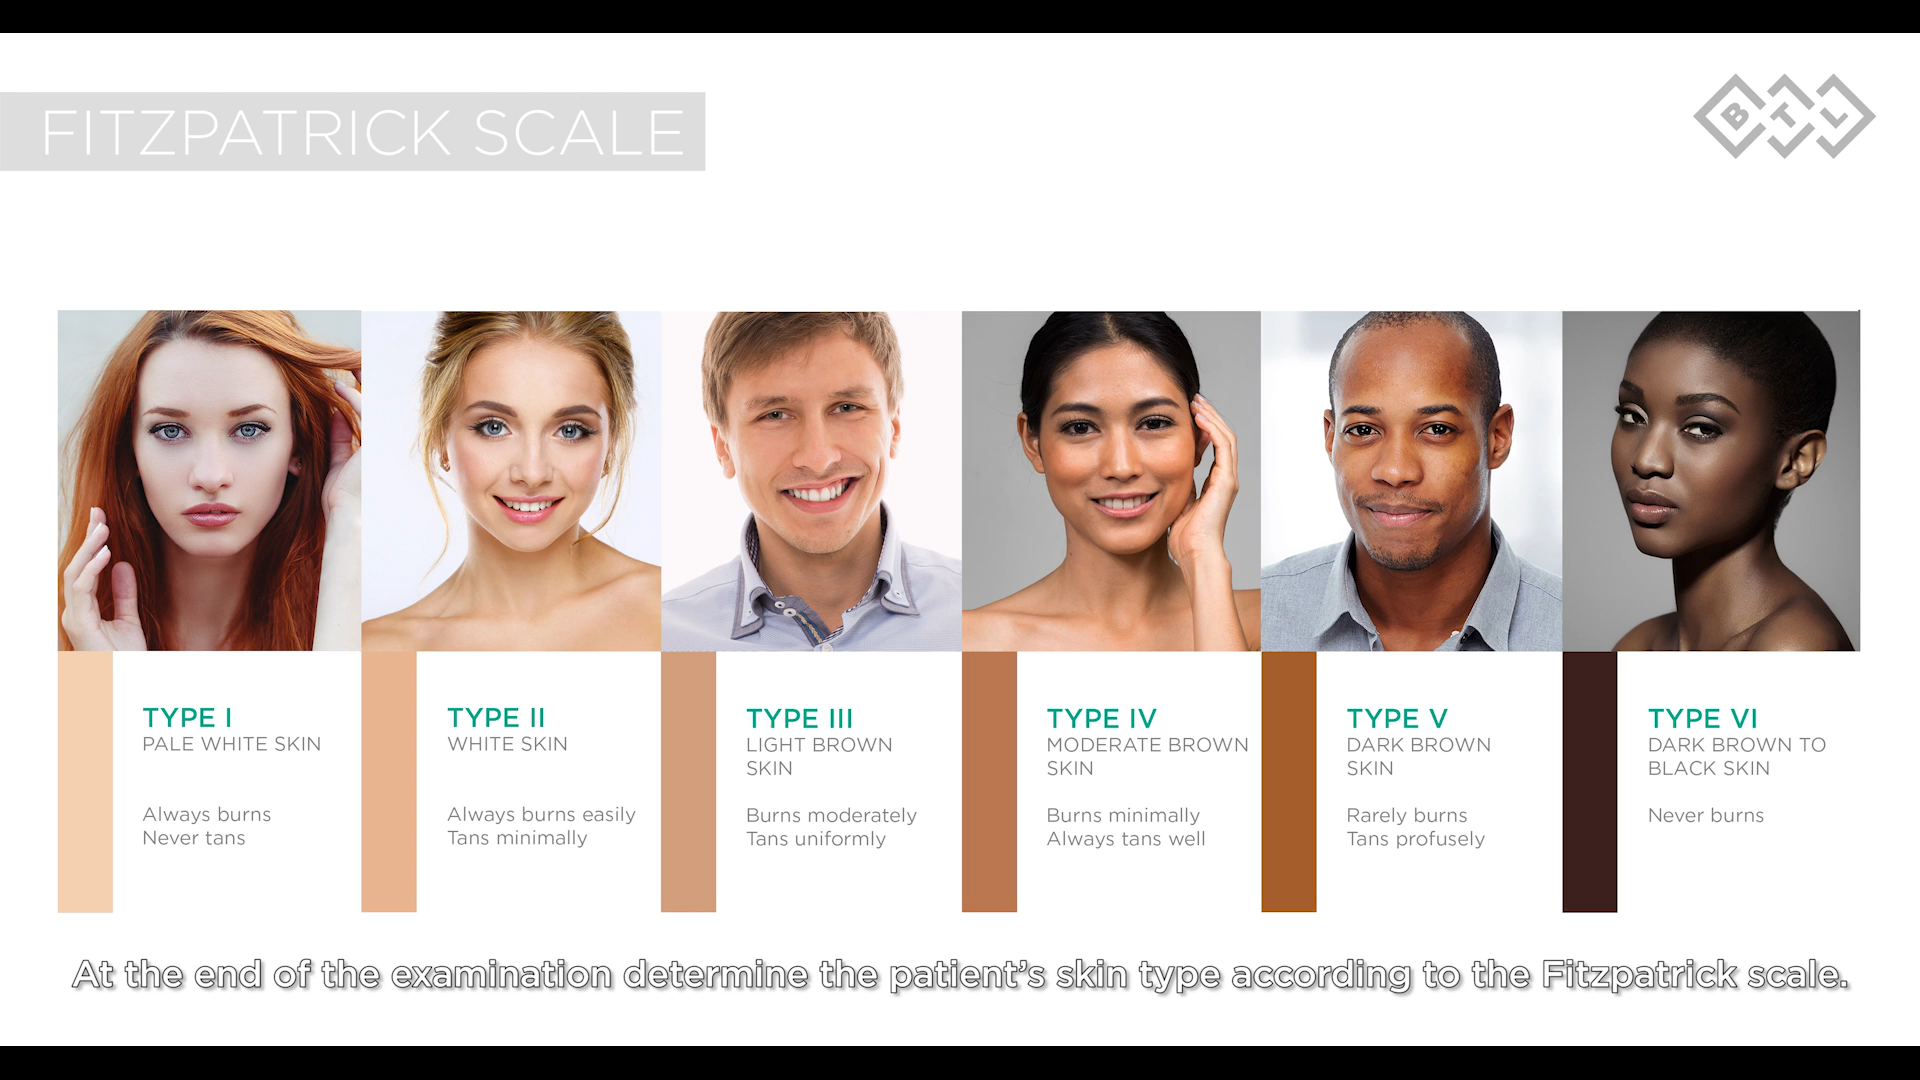 FITZPATRICK SCALE
BTL
TYPE I
PALE WHITE SKIN
Always burns
Never tans
TYPE II
WHITE SKIN
Always burns easily
Tans minimally
TYPE III
LIGHT BROWN
SKIN
Burns moderately
Tans uniformly
TYPE IV
MODERATE BROWN
SKIN
Burns minimally
Always tans well
TYPE V
DARK BROWN
SKIN
Rarely burns
Tans profusely
TYPE VI
DARK BROWN TO
BLACK SKIN
Never burns
At the end of the examination determine the patient’s skin type according to the Fitzpatrick scale.